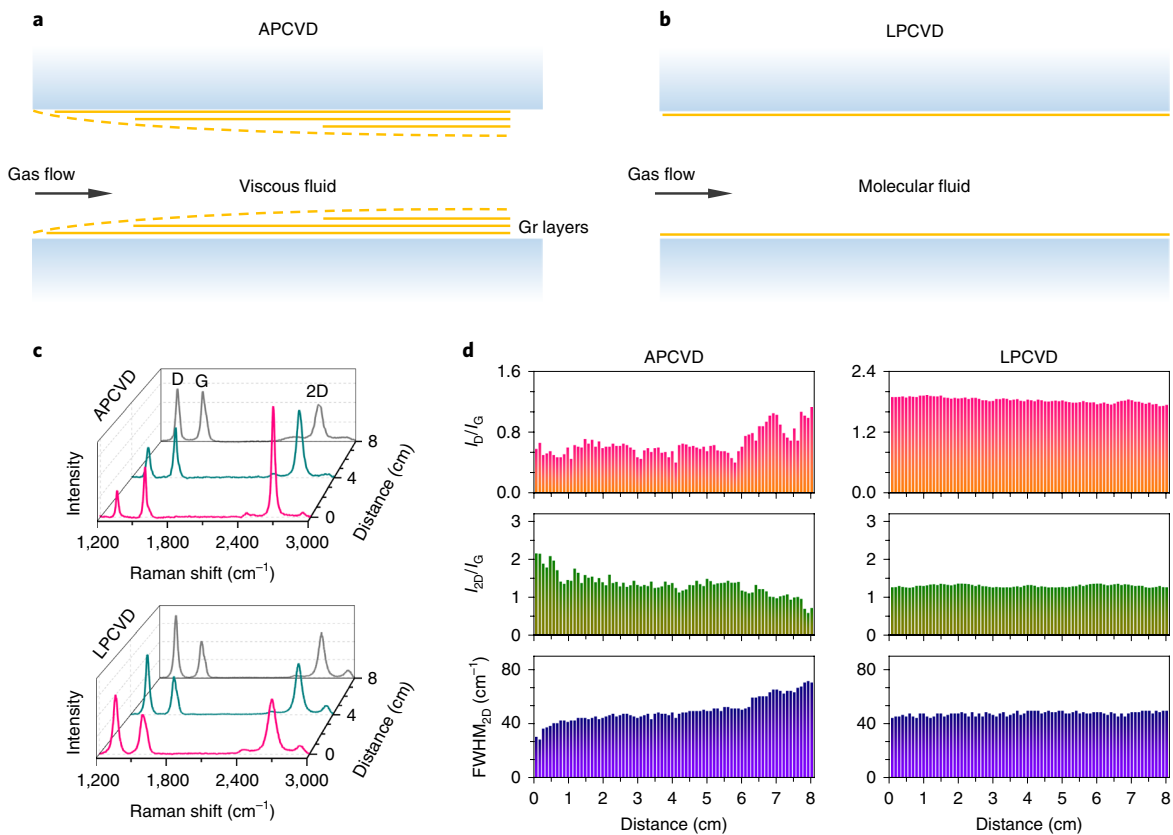 a
APCVD
Gas flow
Viscous fluid
Gr layers
b
LPCVD
Gas flow
Molecular fluid
c
APCVD
D
G
2D
Intensity
8
4
0
Distance (cm)
1,200
1,800
2,400
3,000
Raman shift (cm−1)
LPCVD
Intensity
8
4
0
Distance (cm)
1,200
1,800
2,400
3,000
Raman shift (cm−1)
d
APCVD
LPCVD
ID/IG
1.6
0.8
0.0
2.4
1.2
0.0
I2D/IG
3
2
1
0
3
2
1
0
FWHM2D (cm−1)
80
40
0
80
40
0
0 1 2 3 4 5 6 7 8
0 1 2 3 4 5 6 7 8
Distance (cm)
Distance (cm)